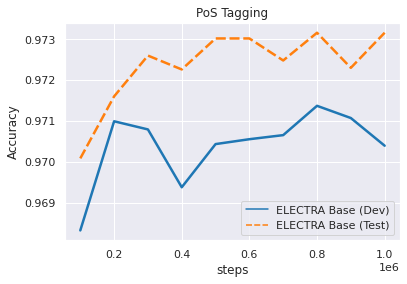 PoS Tagging
Accuracy
0.973
0.972
0.971
0.970
0.969
ELECTRA Base (Dev)
ELECTRA Base (Test)
0.2 0.4 0.6 0.8 1.0
1e6
steps